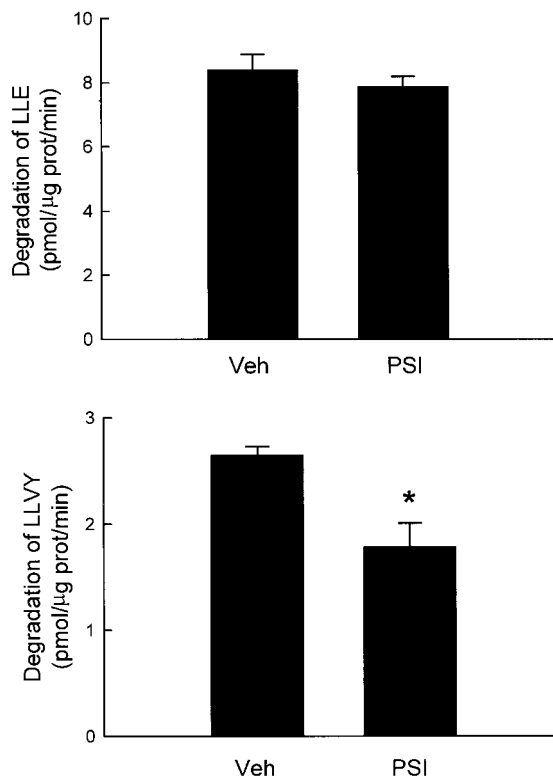 Degradation of LLE
(pmol/μg prot/min)
10
8
6
4
2
0
Veh PSI
Degradation of LLVY
(pmol/μg prot/min)
3
2
1
0
*
Veh PSI